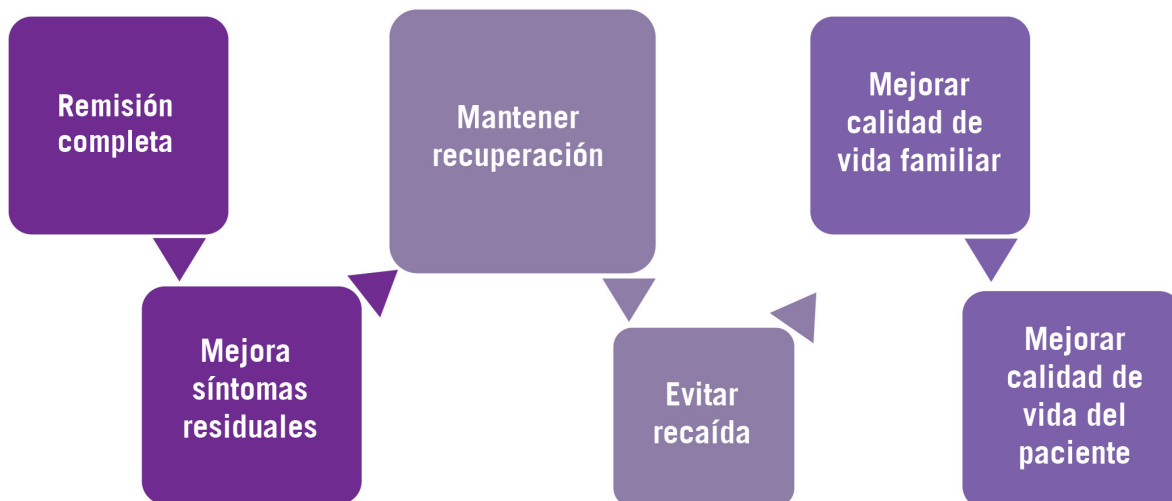 Remisión
completa
Mejora
síntomas
residuales
Mantener
recuperación
Evitar
recaída
Mejorar
calidad de
vida familiar
Mejorar
calidad de
vida del
paciente